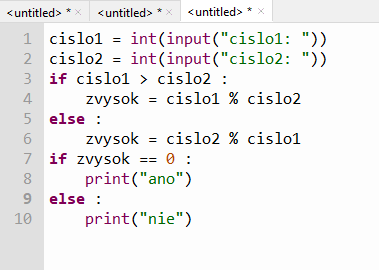 <untitled> * × <untitled> * × <untitled> * ×
1 cislo1 = int(input("cislo1: "))
2 cislo2 = int(input("cislo2: "))
3 if cislo1 > cislo2 :
4     zvysok = cislo1 % cislo2
5 else :
6     zvysok = cislo2 % cislo1
7 if zvysok == 0 :
8     print("ano")
9 else :
10     print("nie")